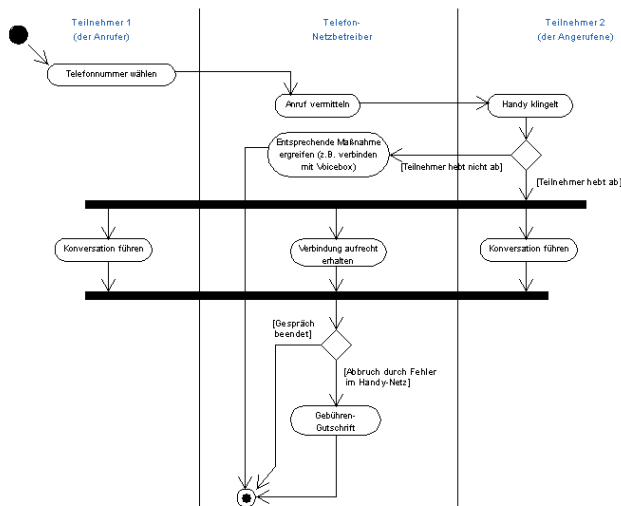 Teilnehmer 1
(der Anrufer)
Telefon-
Netzbetreiber
Teilnehmer 2
(der Angerufene)
Telefonnummer wählen
Anruf vermitteln
Handy klingelt
Entsprechende Maßnahme
ergreifen (z.B. verbinden
mit Voicebox)
[Teilnehmer hebt nicht ab]
[Teilnehmer hebt ab]
Konversation führen
Verbindung aufrecht
erhalten
Konversation führen
[Gespräch
beendet]
[Abbruch durch Fehler
im Handy-Netz]
Gebühren-
Gutschrift